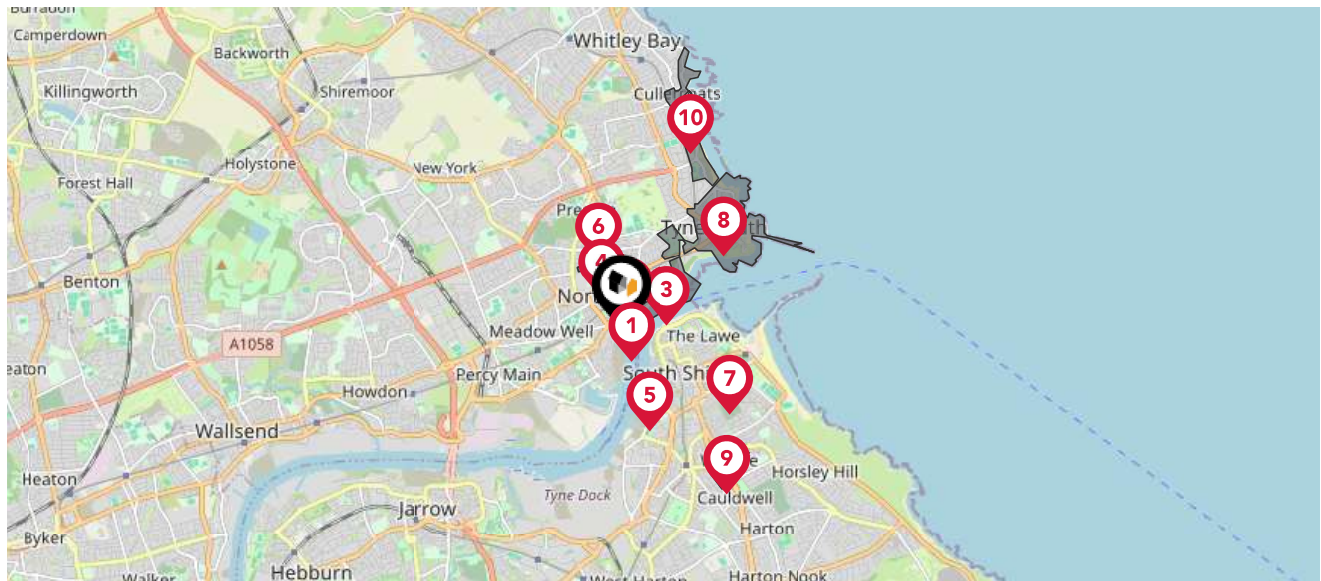 Camperdown
Whitley Bay
Backworth
Killingworth
Shiremoor
10
Holystone
New York
Forest Hall
6
8
4
Benton
3
1
Meadow Well
The Lawe
A1058
Percy Main
7
Howdon
5
Wallsend
9
Horsley Hill
Heaton
Tyne Dock
Cauldwell
Jarrow
Harton
Byker
Hebburn
Harton Nook